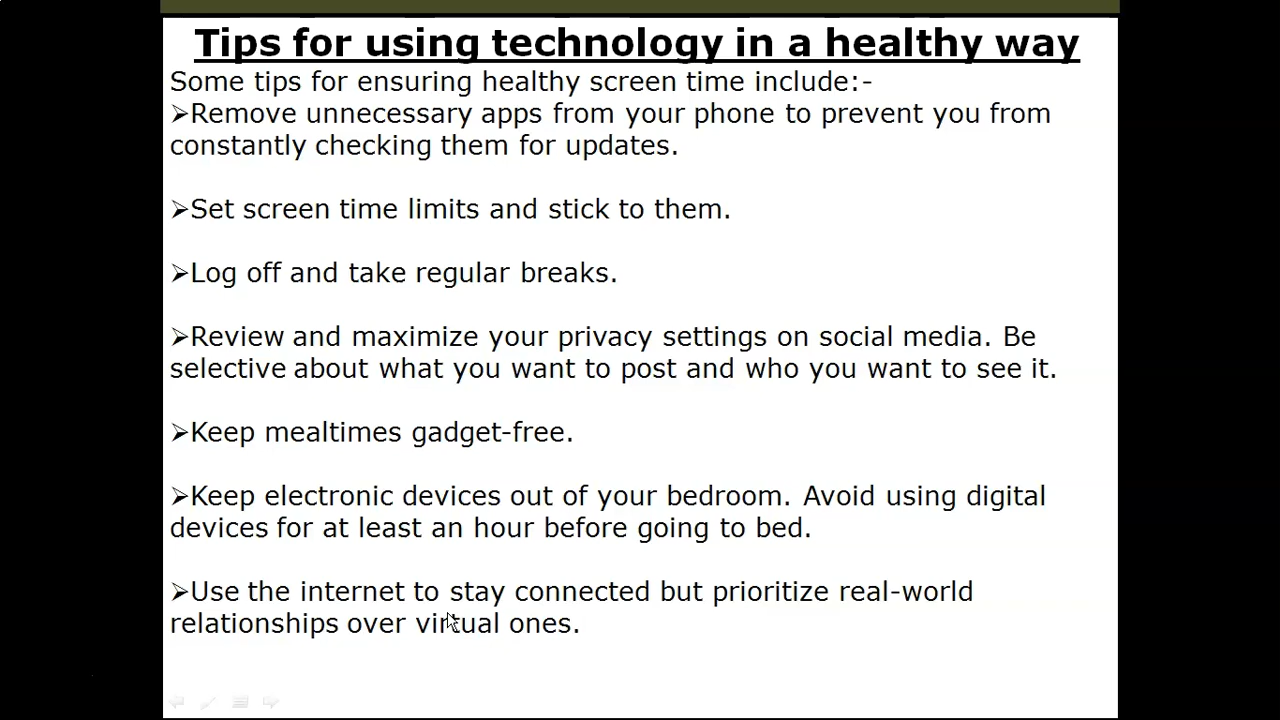 Tips for using technology in a healthy way
Some tips for ensuring healthy screen time include:-
➢Remove unnecessary apps from your phone to prevent you from
constantly checking them for updates.
➢Set screen time limits and stick to them.
➢Log off and take regular breaks.
➢Review and maximize your privacy settings on social media. Be
selective about what you want to post and who you want to see it.
➢Keep mealtimes gadget-free.
➢Keep electronic devices out of your bedroom. Avoid using digital
devices for at least an hour before going to bed.
➢Use the internet to stay connected but prioritize real-world
relationships over virtual ones.